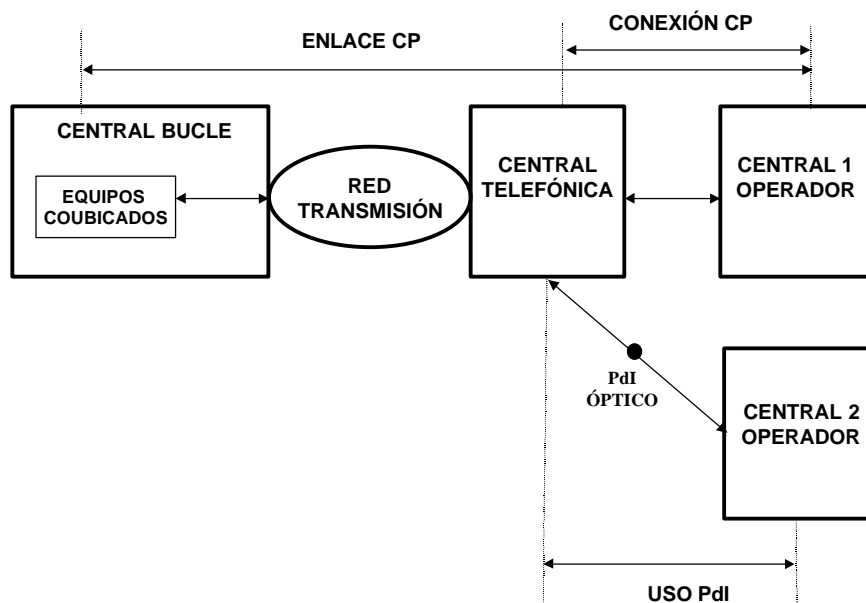 CONEXIÓN CP
ENLACE CP
CENTRAL BUCLE
EQUIPOS
COUBICADOS
RED
TRANSMISIÓN
CENTRAL
TELEFÓNICA
CENTRAL 1
OPERADOR
PdI
ÓPTICO
CENTRAL 2
OPERADOR
USO PdI